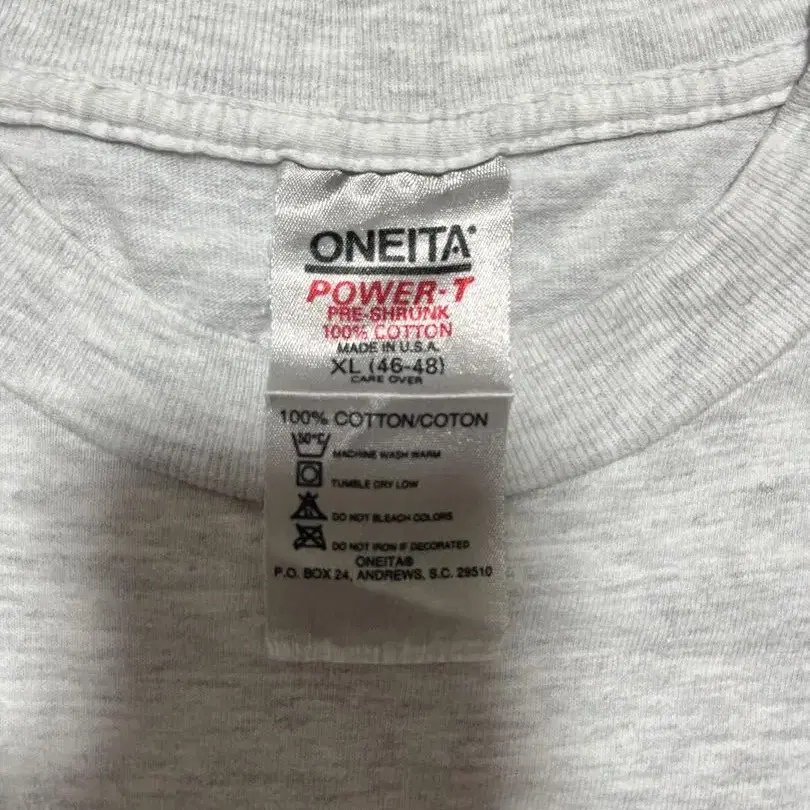 ONEITA®
POWER-T
PRE-SHRUNK
100% COTTON
MADE IN U.S.A.
XL (46-48)
CARE OVER
100% COTTON/COTON
50°C
MACHINE WASH WARM
TUMBLE DRY LOW
DO NOT BLEACH COLORS
DO NOT IRON IF DECORATED
ONEITA®
P.O. BOX 24, ANDREWS, S.C. 29510